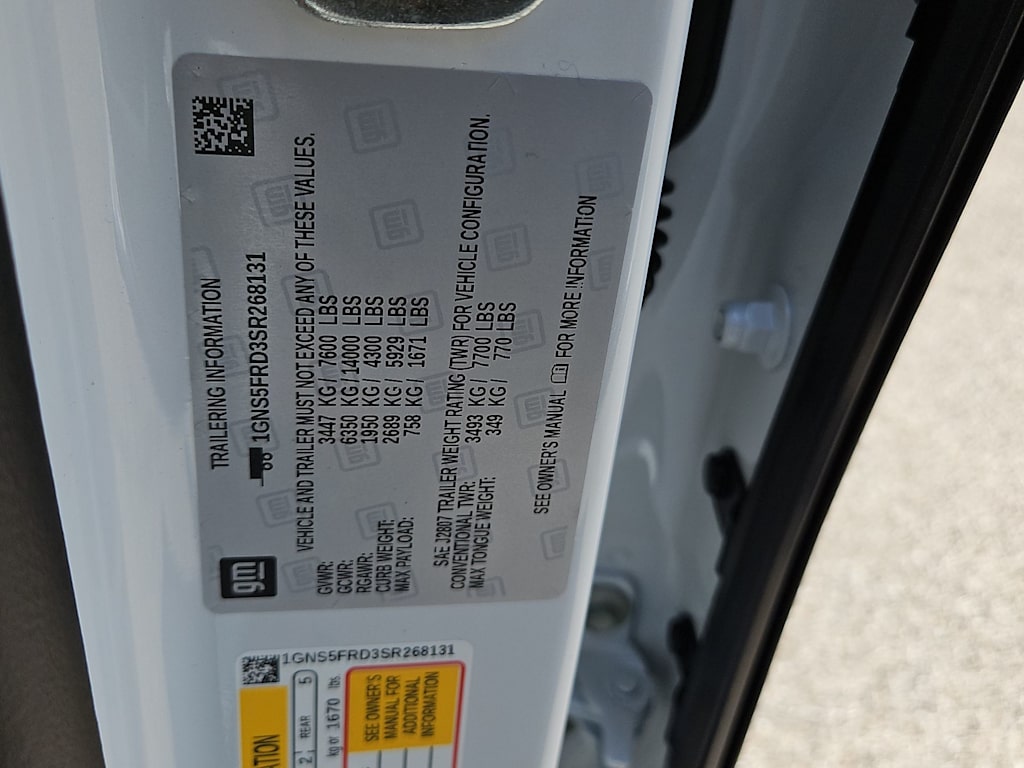 gm
TRAILERING INFORMATION
1GNS5FRD3SR268131
VEHICLE AND TRAILER MUST NOT EXCEED ANY OF THESE VALUES.
GVWR: 3447 KG / 7600 LBS
GCWR: 6350 KG / 14000 LBS
RGAWR: 1950 KG / 4300 LBS
CURB WEIGHT: 2689 KG / 5929 LBS
MAX PAYLOAD: 758 KG / 1671 LBS
SAE J2807 TRAILER WEIGHT RATING (TWR) FOR VEHICLE CONFIGURATION.
CONVENTIONAL TWR: 3493 KG / 7700 LBS
MAX TONGUE WEIGHT: 349 KG / 770 LBS
SEE OWNER'S MANUAL FOR MORE INFORMATION
1GNS5FRD3SR268131
ATION
2 REAR 5
kg or 1670 lbs
SEE OWNER'S
MANUAL FOR
ADDITIONAL
INFORMATION